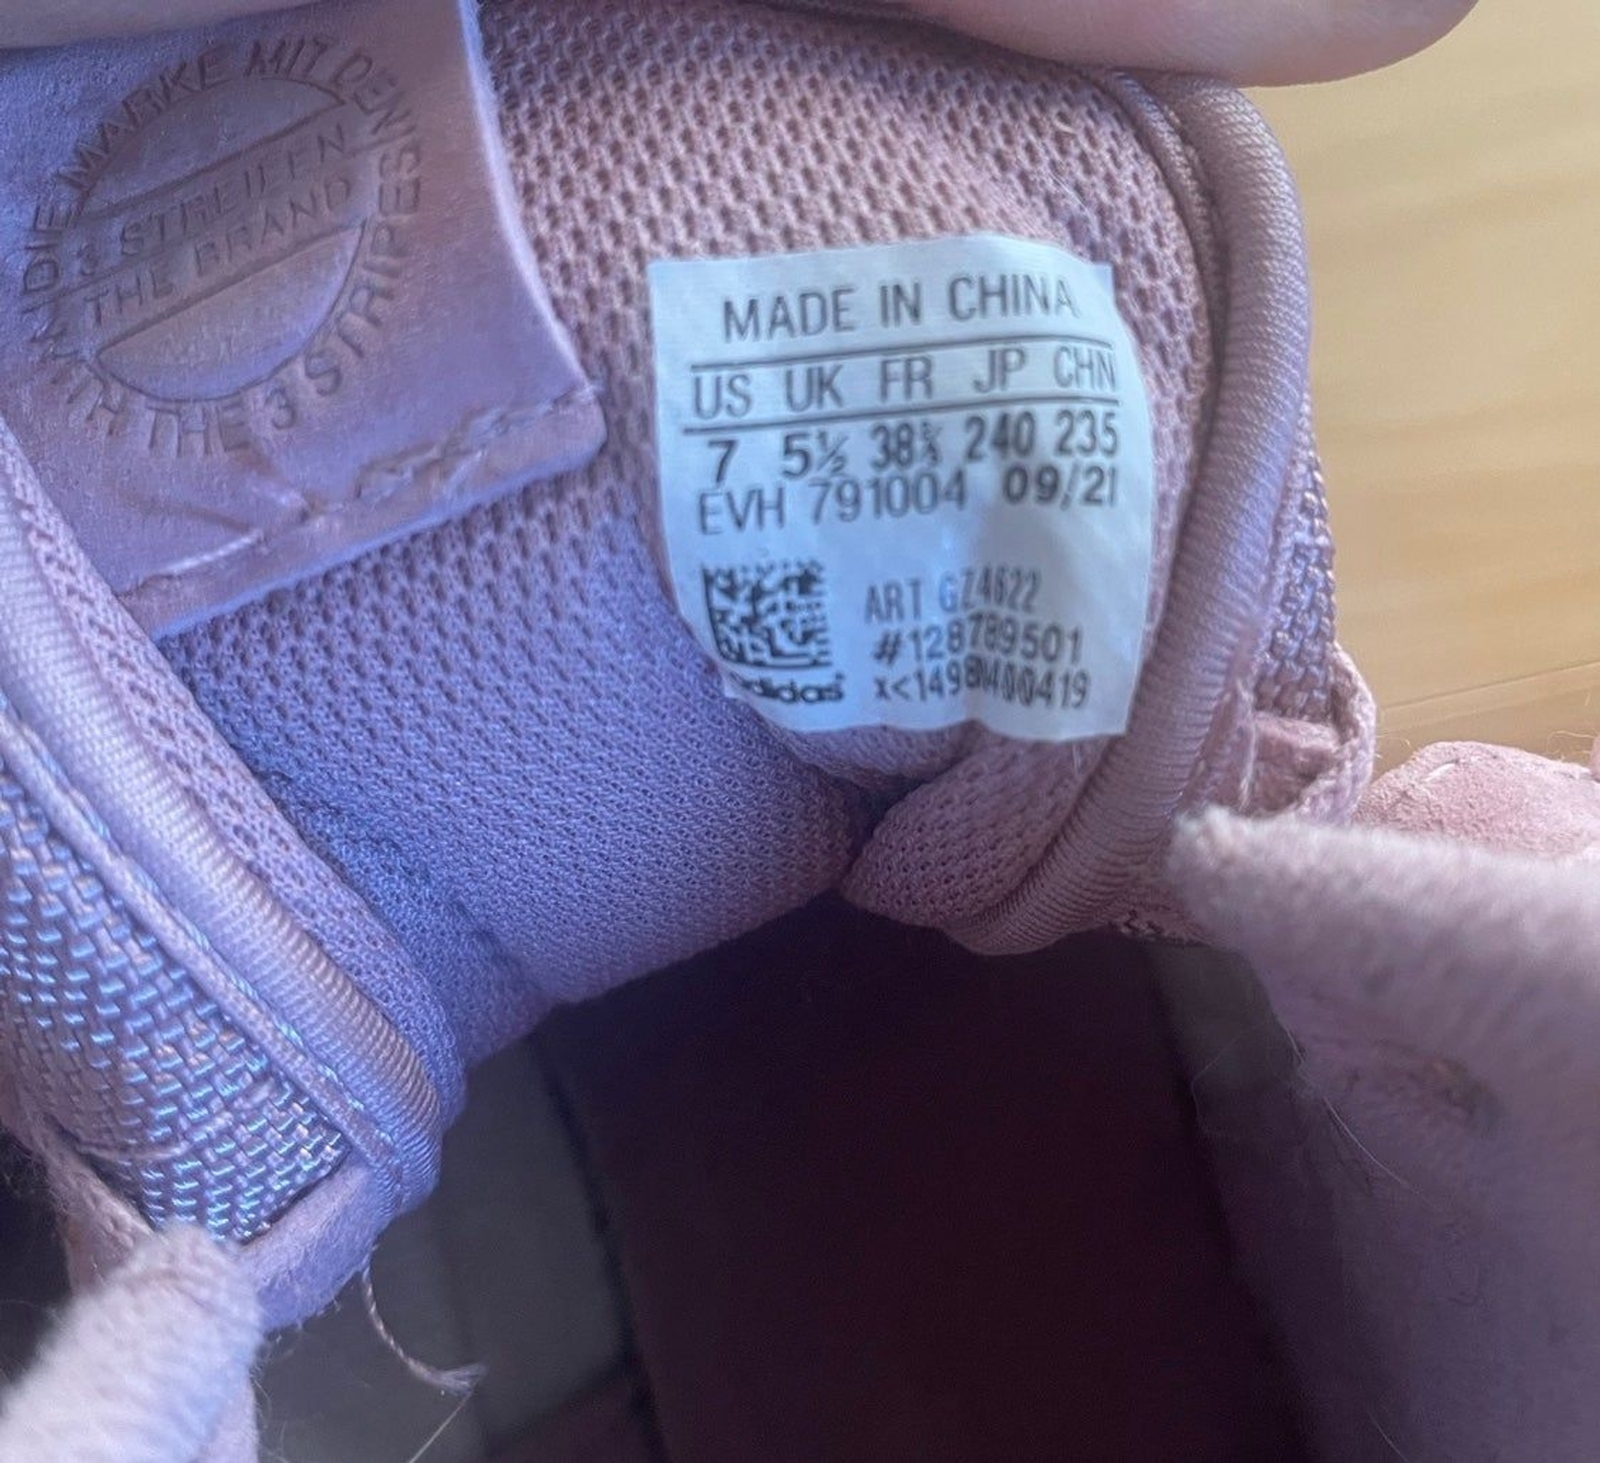 DIE MARKE MIT DEN
3 STREIFEN
THE BRAND
WITH THE 3 STRIPES
MADE IN CHINA
US UK FR JP CHN
7 5½ 38⅔ 240 235
EVH 791004 09/21
ART GZ4622
#128789501
adidas